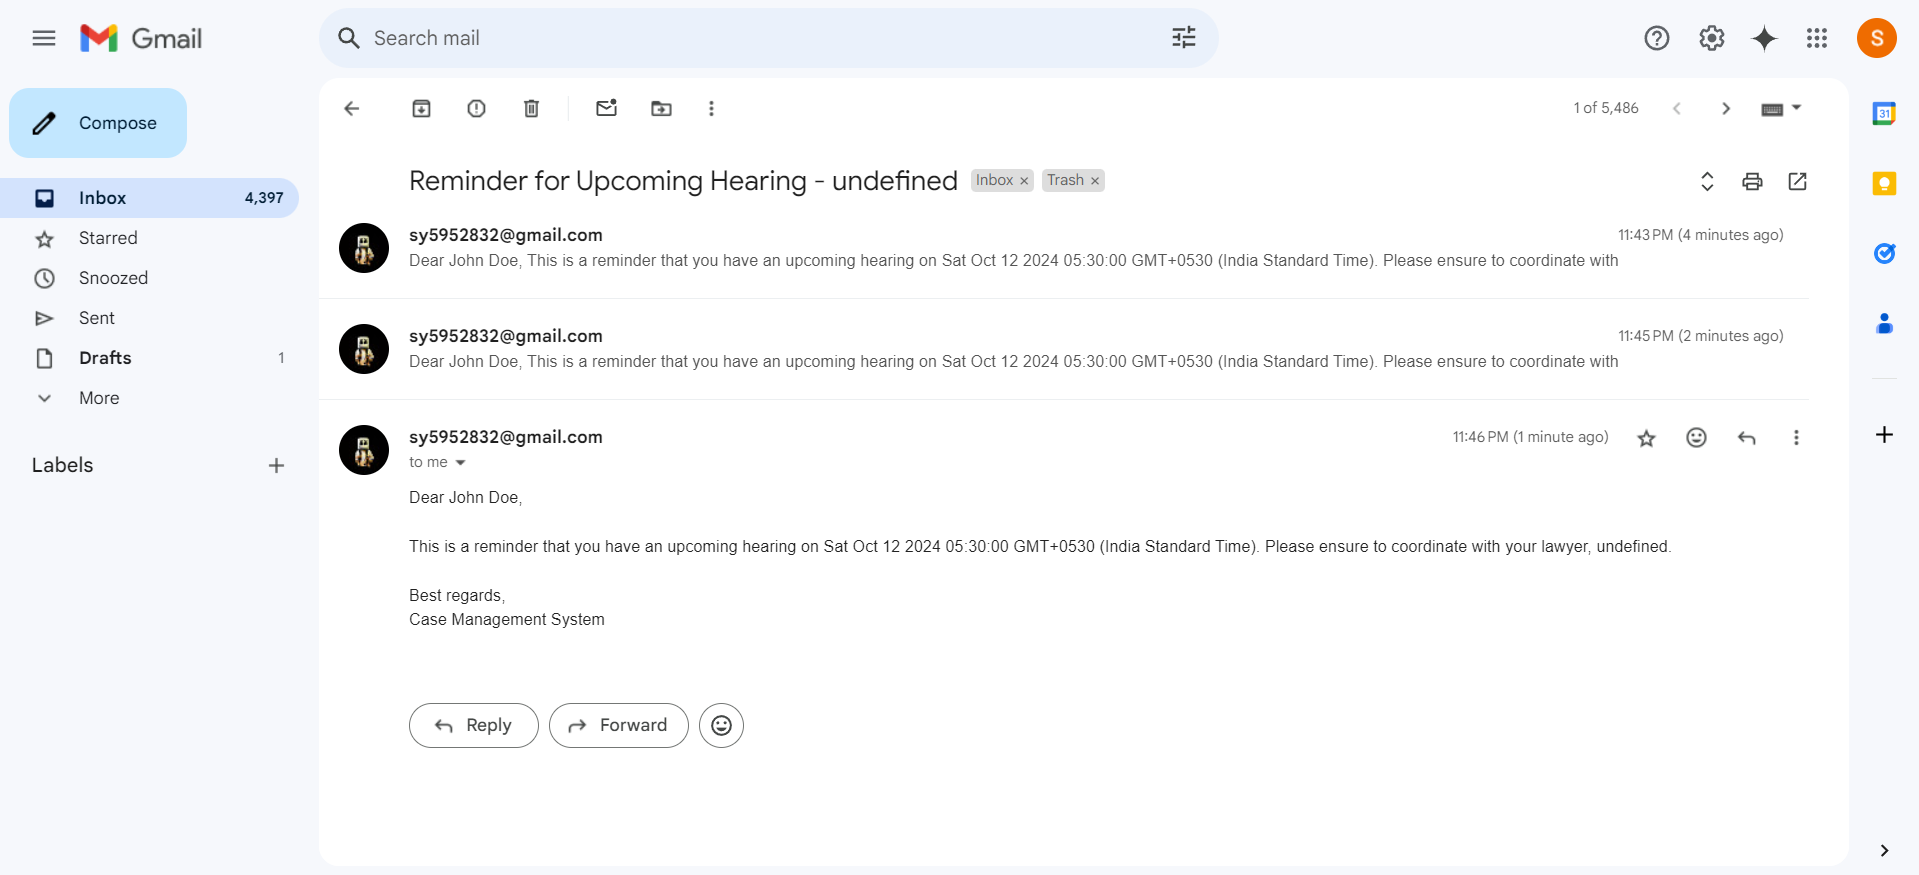 Gmail
Search mail
S
Compose
1 of 5,486
31
Inbox 4,397
Starred
Snoozed
Sent
Drafts 1
More
Labels
Reminder for Upcoming Hearing - undefined Inbox × Trash ×
sy5952832@gmail.com 11:43 PM (4 minutes ago)
Dear John Doe, This is a reminder that you have an upcoming hearing on Sat Oct 12 2024 05:30:00 GMT+0530 (India Standard Time). Please ensure to coordinate with
sy5952832@gmail.com 11:45 PM (2 minutes ago)
Dear John Doe, This is a reminder that you have an upcoming hearing on Sat Oct 12 2024 05:30:00 GMT+0530 (India Standard Time). Please ensure to coordinate with
sy5952832@gmail.com 11:46 PM (1 minute ago)
to me
Dear John Doe,
This is a reminder that you have an upcoming hearing on Sat Oct 12 2024 05:30:00 GMT+0530 (India Standard Time). Please ensure to coordinate with your lawyer, undefined.
Best regards,
Case Management System
Reply
Forward